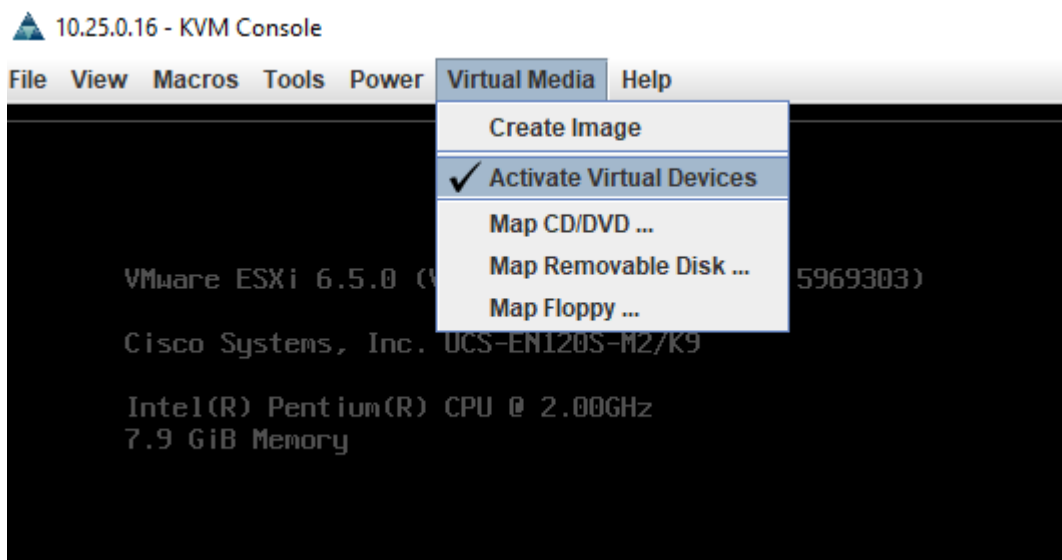 10.25.0.16 - KVM Console
File View Macros Tools Power Virtual Media Help
Create Image
Activate Virtual Devices
Map CD/DVD ...
Map Removable Disk ...
Map Floppy ...
VMware ESXi 6.5.0 (V 5969303)
Cisco Systems, Inc. UCS-EN120S-M2/K9
Intel(R) Pentium(R) CPU @ 2.00GHz
7.9 GiB Memory